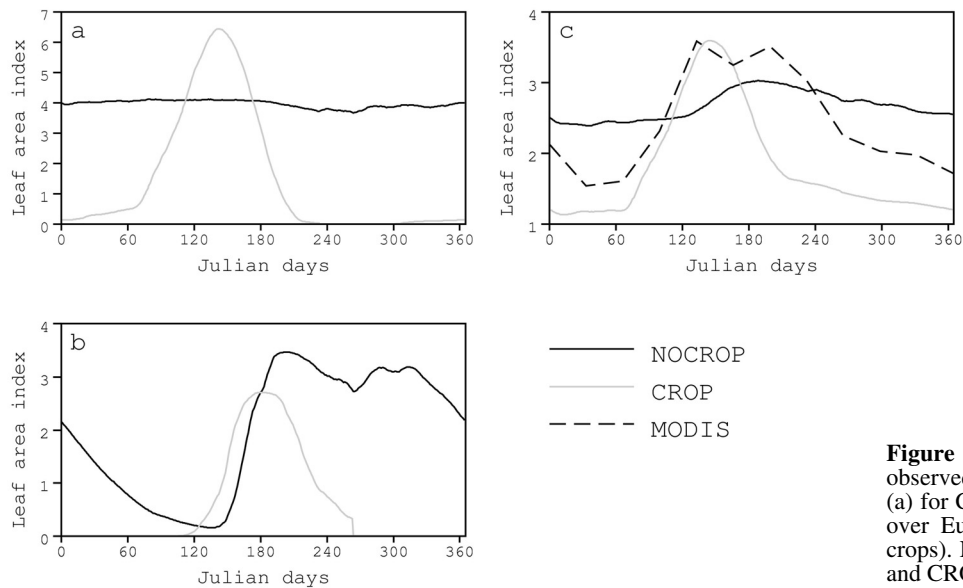 a
7
6
5
4
3
2
1
0
Leaf area index
0 60 120 180 240 300 360
Julian days
c
4
3
2
1
Leaf area index
0 60 120 180 240 300 360
Julian days
b
4
3
2
1
0
Leaf area index
0 60 120 180 240 300 360
Julian days
NOCROP
CROP
MODIS
Figure
observed
(a) for C
over Eu
crops). I
and CRO